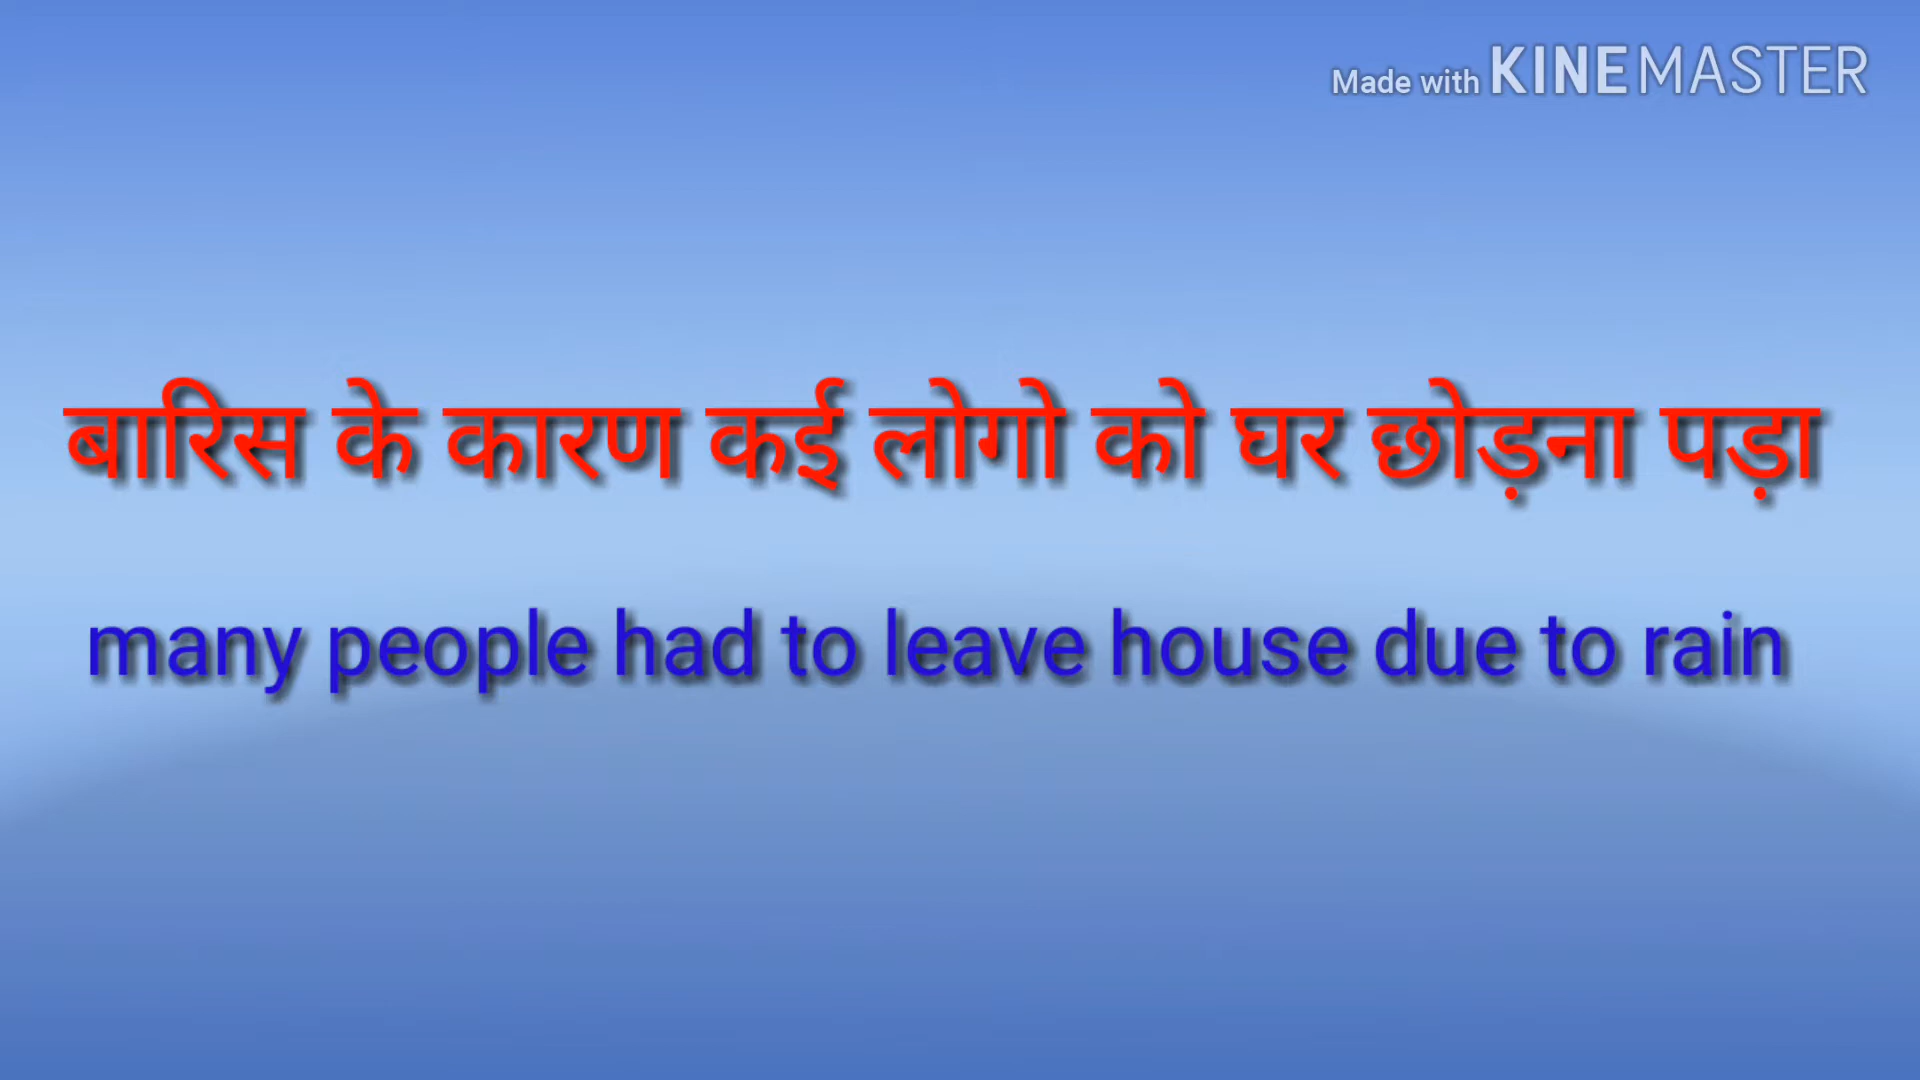 Made with KINEMASTER
बारिस के कारण कई लोगो को घर छोड़ना पड़ा
many people had to leave house due to rain